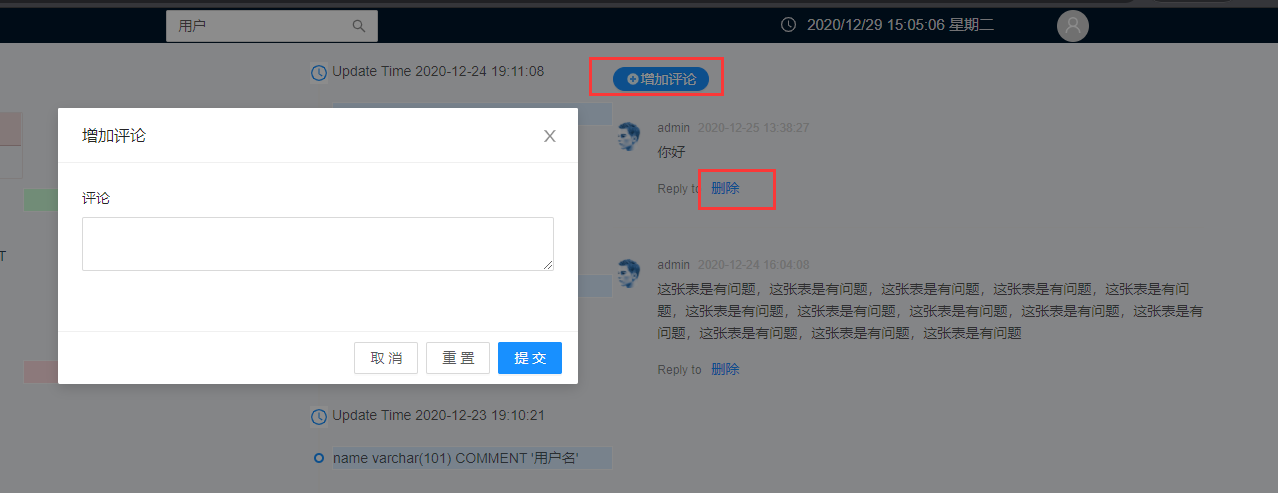 用户
2020/12/29 15:05:06 星期二
Update Time 2020-12-24 19:11:08
增加评论
增加评论
admin 2020-12-25 13:38:27
你好
Reply to 删除
评论
T
admin 2020-12-24 16:04:08
这张表是有问题，这张表是有问题，这张表是有问题，这张表是有问题，这张表是有问
题，这张表是有问题，这张表是有问题，这张表是有问题，这张表是有问题，这张表是有
问题，这张表是有问题，这张表是有问题，这张表是有问题
Reply to 删除
取 消
重 置
提 交
Update Time 2020-12-23 19:10:21
name varchar(101) COMMENT '用户名'